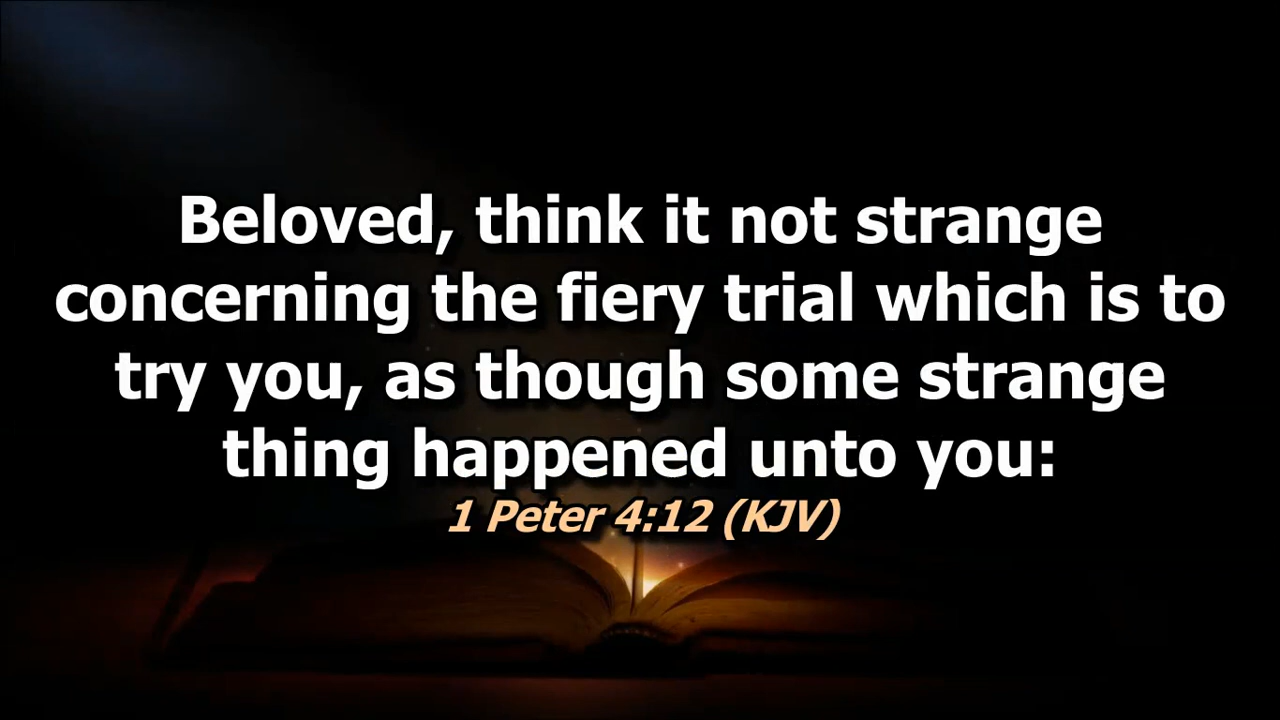 Beloved, think it not strange
concerning the fiery trial which is to
try you, as though some strange
thing happened unto you:
1 Peter 4:12 (KJV)